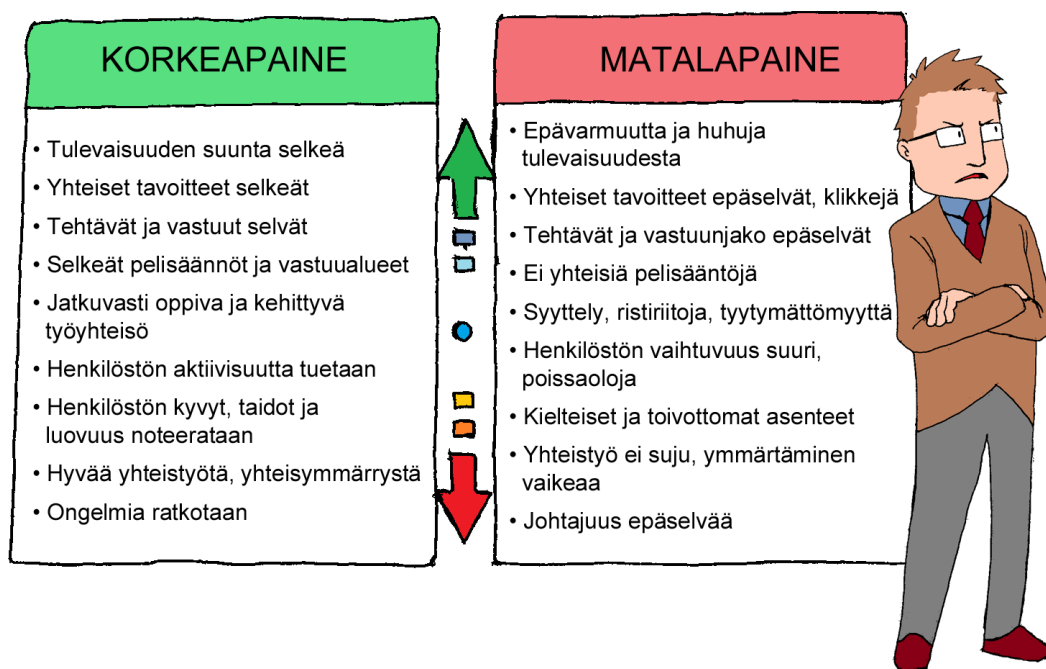 KORKEAPAINE
• Tulevaisuuden suunta selkeä
• Yhteiset tavoitteet selkeät
• Tehtävät ja vastuut selvät
• Selkeät pelisäännöt ja vastuualueet
• Jatkuvasti oppiva ja kehittyvä
työyhteisö
• Henkilöstön aktiivisuutta tuetaan
• Henkilöstön kyvyt, taidot ja
luovuus noteerataan
• Hyvää yhteistyötä, yhteisymmärrystä
• Ongelmia ratkotaan
MATALAPAINE
• Epävarmuutta ja huhuja
tulevaisuudesta
• Yhteiset tavoitteet epäselvät, klikkejä
• Tehtävät ja vastuunjako epäselvät
• Ei yhteisiä pelisääntöjä
• Syyttely, ristiriitoja, tyytymättömyyttä
• Henkilöstön vaihtuvuus suuri,
poissaoloja
• Kielteiset ja toivottomat asenteet
• Yhteistyö ei suju, ymmärtäminen
vaikeaa
• Johtajuus epäselvää